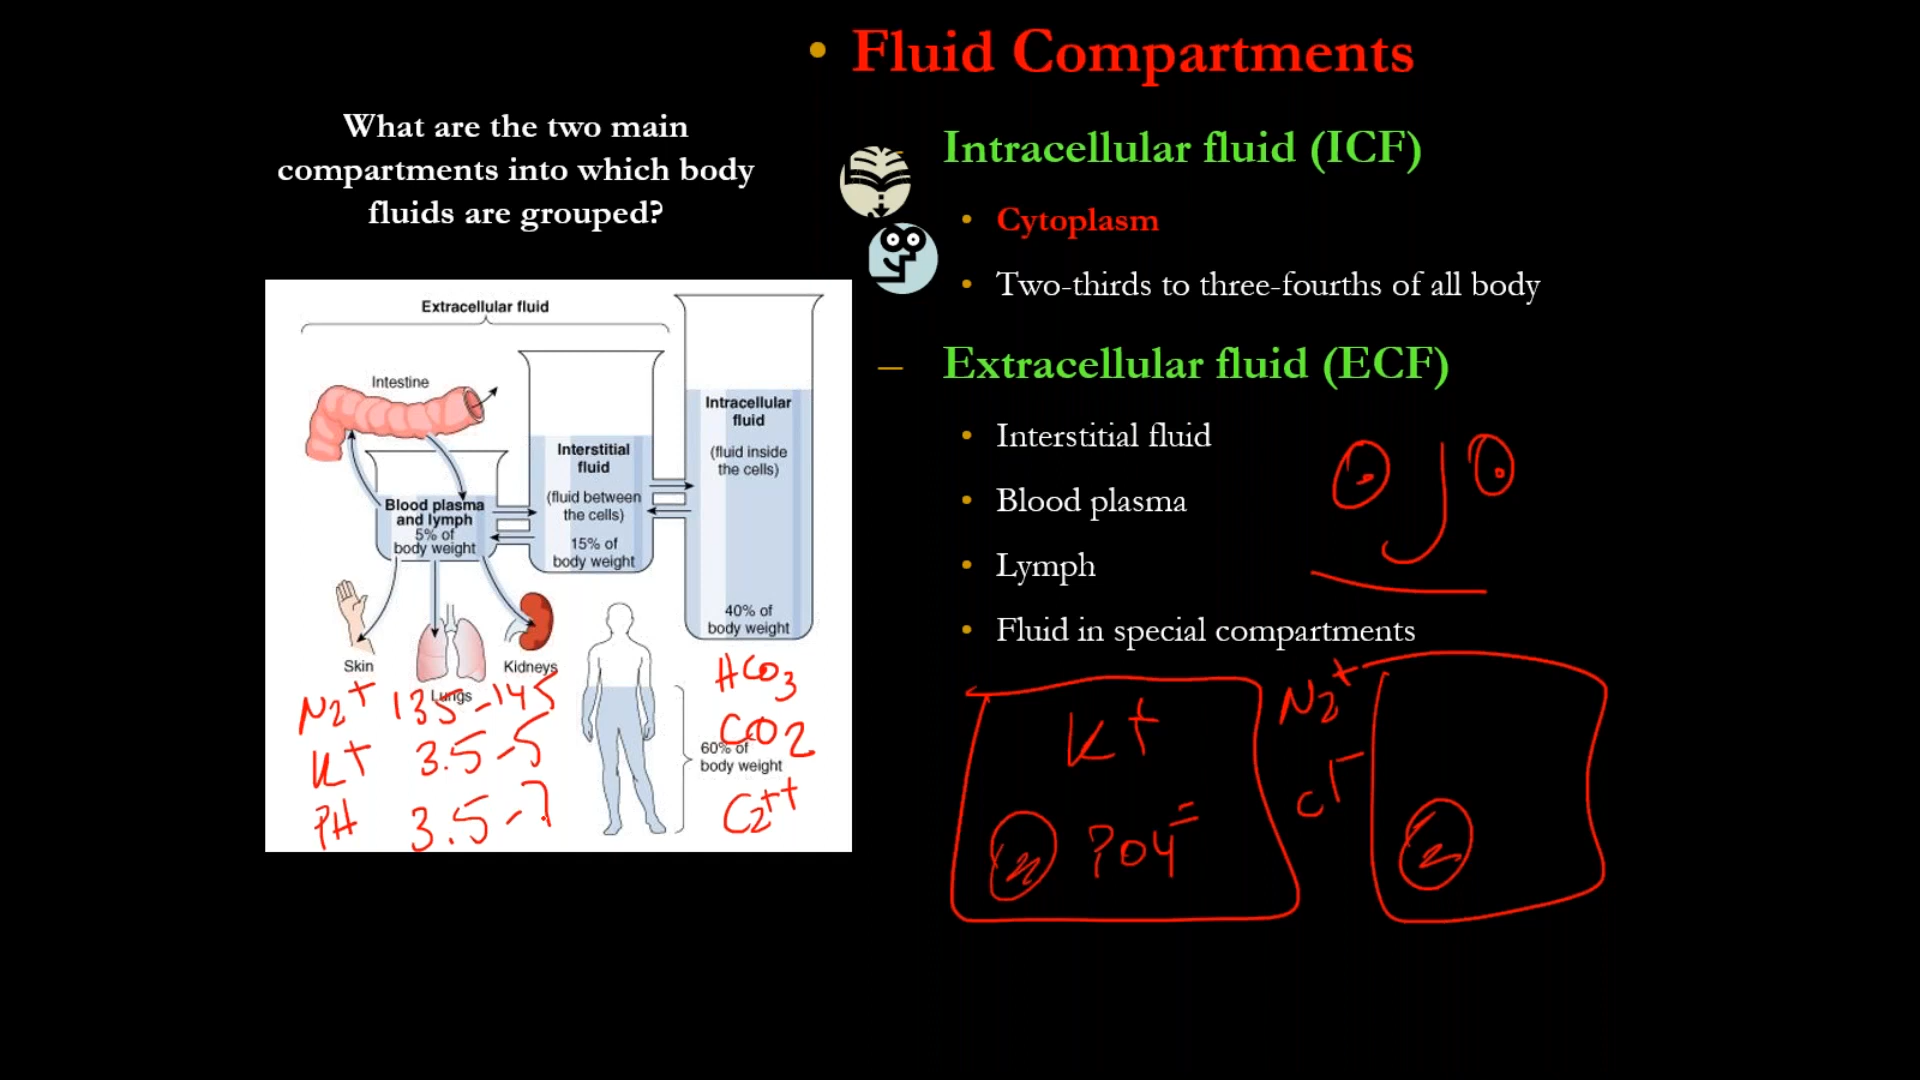 • Fluid Compartments
What are the two main
compartments into which body
fluids are grouped?
Intracellular fluid (ICF)
• Cytoplasm
• Two-thirds to three-fourths of all body
– Extracellular fluid (ECF)
• Interstitial fluid
• Blood plasma
• Lymph
• Fluid in special compartments
Extracellular fluid
Intestine
Blood plasma
and lymph
5% of
body weight
Interstitial
fluid
(fluid between
the cells)
15% of
body weight
Intracellular
fluid
(fluid inside
the cells)
40% of
body weight
Skin
Lungs
Kidneys
60% of
body weight
Na+ 135-145
K+ 3.5-5
PH 3.5-7
HCO3
CO2
Ca++
K+
PO4=
Na+
Cl-